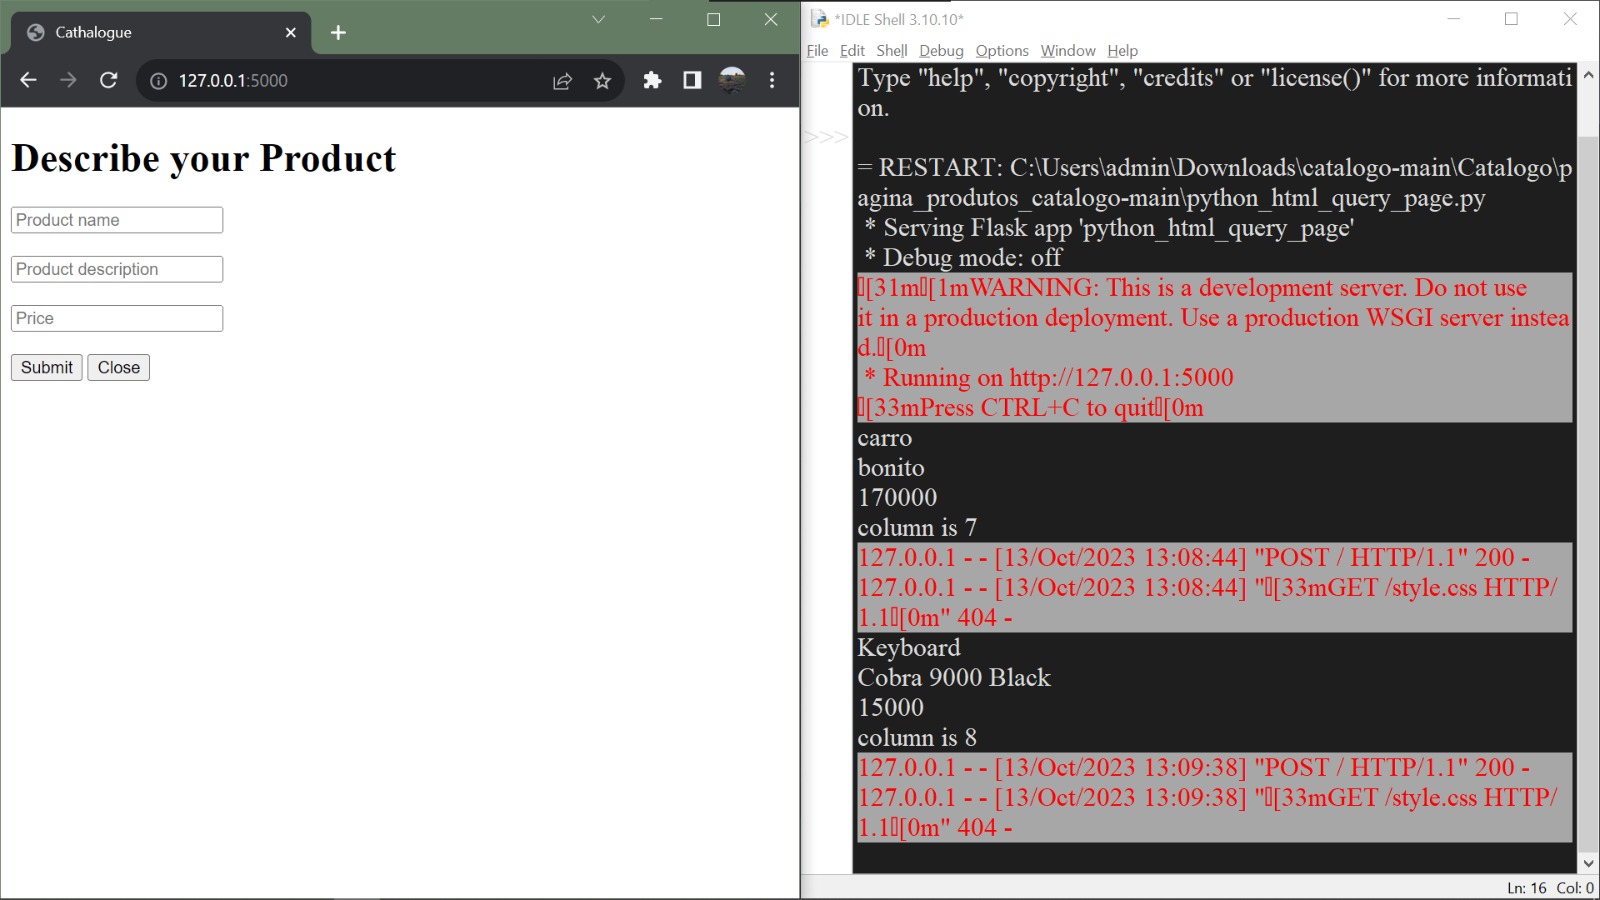 Cathalogue
127.0.0.1:5000
Describe your Product
Product name
Product description
Price
Submit Close
*IDLE Shell 3.10.10*
File Edit Shell Debug Options Window Help
Type "help", "copyright", "credits" or "license()" for more informati
on.
>>>
= RESTART: C:\Users\admin\Downloads\catalogo-main\Catalogo\p
agina_produtos_catalogo-main\python_html_query_page.py
* Serving Flask app 'python_html_query_page'
* Debug mode: off
[31m[1mWARNING: This is a development server. Do not use
it in a production deployment. Use a production WSGI server instea
d.[0m
* Running on http://127.0.0.1:5000
[33mPress CTRL+C to quit[0m
carro
bonito
170000
column is 7
127.0.0.1 - - [13/Oct/2023 13:08:44] "POST / HTTP/1.1" 200 -
127.0.0.1 - - [13/Oct/2023 13:08:44] "[33mGET /style.css HTTP/
1.1[0m" 404 -
Keyboard
Cobra 9000 Black
15000
column is 8
127.0.0.1 - - [13/Oct/2023 13:09:38] "POST / HTTP/1.1" 200 -
127.0.0.1 - - [13/Oct/2023 13:09:38] "[33mGET /style.css HTTP/
1.1[0m" 404 -
Ln: 16 Col: 0